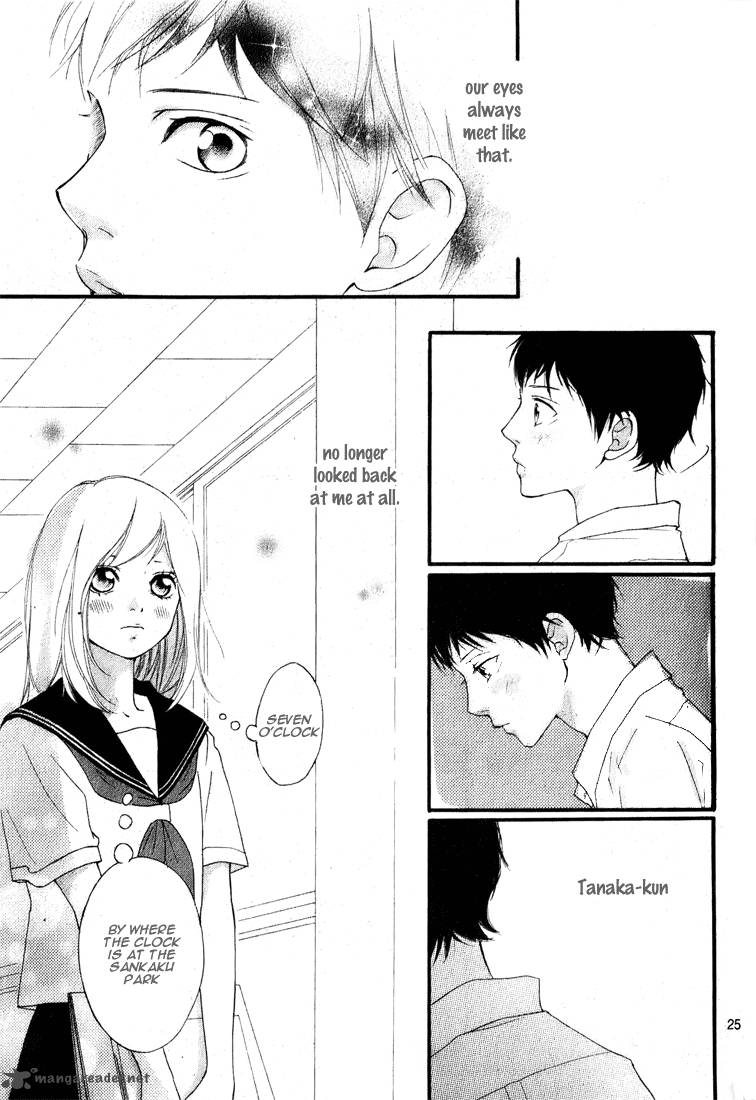 our eyes
always
meet like
that.
Tanaka-kun
no longer
looked back
at me at all.
SEVEN
O'CLOCK
BY WHERE
THE CLOCK
IS AT THE
SANKAKU
PARK
25
mangareader.net